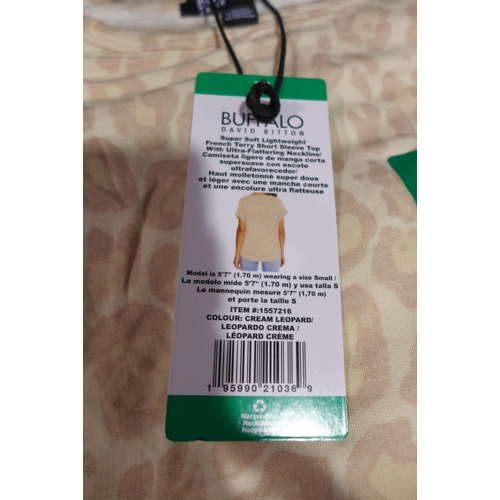 BUFFALO
DAVID BITTON
Super Soft Lightweight
French Terry Short Sleeve Top
With Ultra-Flattering Neckline/
Camiseta ligero de manga corta
supersuave con escote
ultrafavorecedor/
Haut molletonné super doux
et léger avec une manche courte
et une encolure ultra flatteuse
Model is 5'7" (1.70 m) wearing a size Small /
La modelo mide 5'7" (1.70 m) y usa talla S
Le mannequin mesure 5'7" (1,70 m)
et porte la taille S
ITEM #:1557216
COLOUR: CREAM LEOPARD/
LEOPARDO CREMA /
LÉOPARD CRÈME
1 95990 21036 9